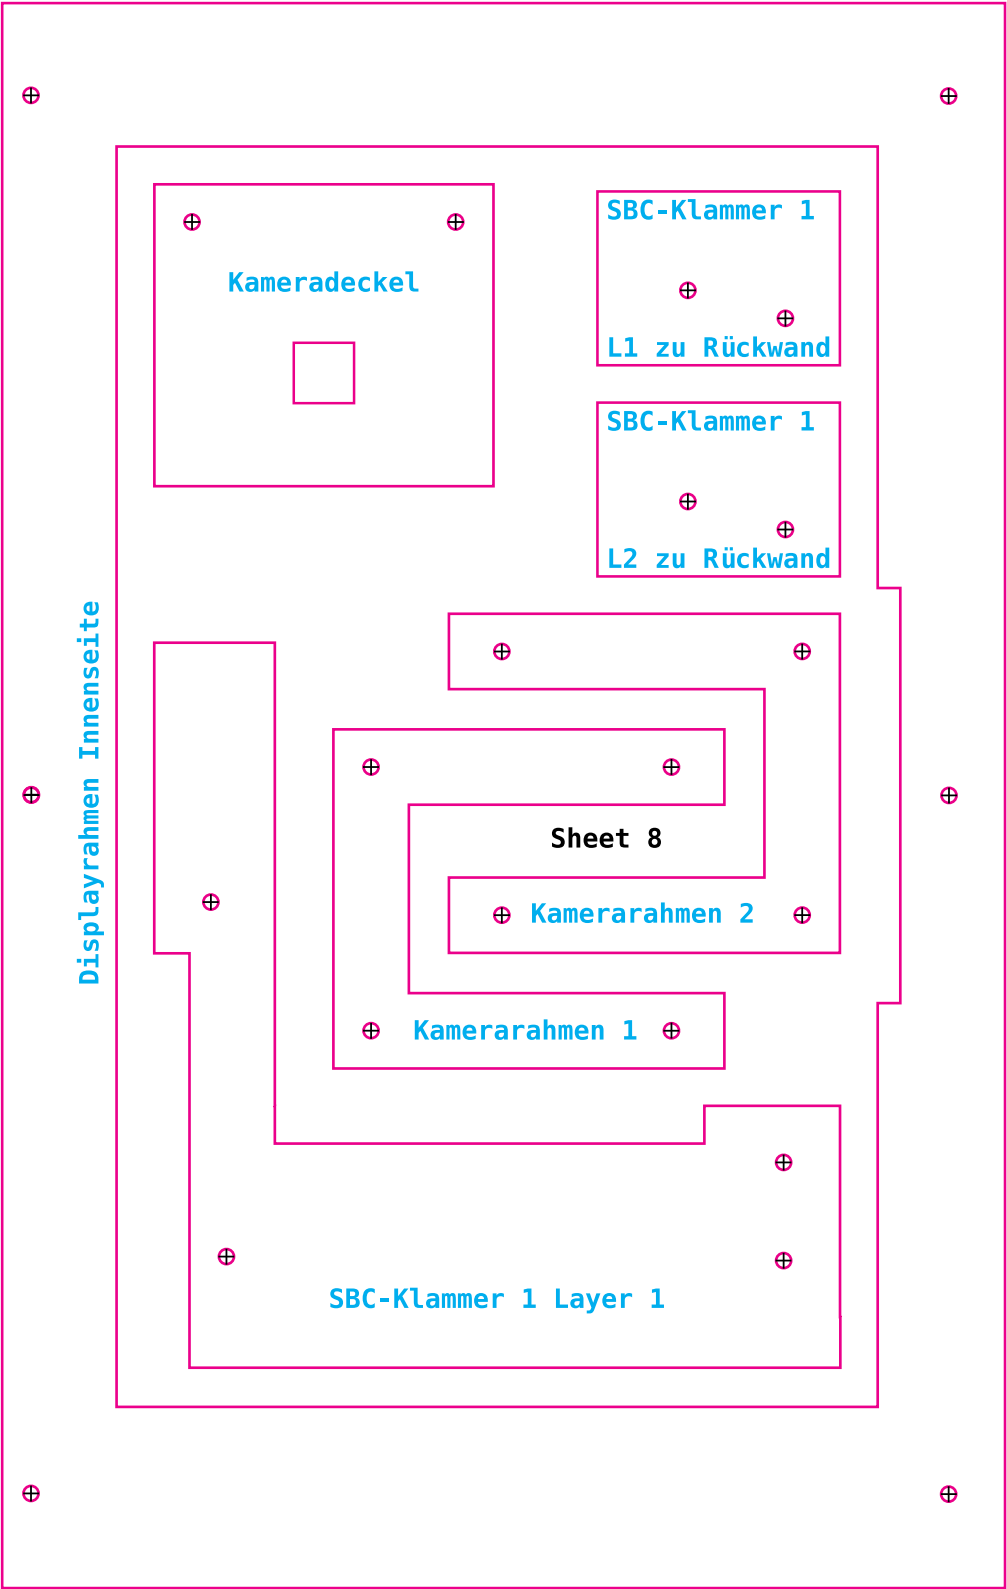 SBC-Klammer 1
Kameradeckel
L1 zu Rückwand
SBC-Klammer 1
L2 zu Rückwand
Displayrahmen Innenseite
Sheet 8
Kamerarahmen 2
Kamerarahmen 1
SBC-Klammer 1 Layer 1